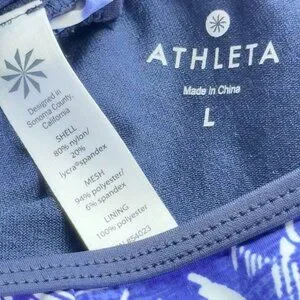 Designed in
Sonoma County,
California
SHELL
80% nylon/
20%
lycra®spandex
MESH
94% polyester/
6% spandex
LINING
100% polyester
#54023
ATHLETA
Made in China
L